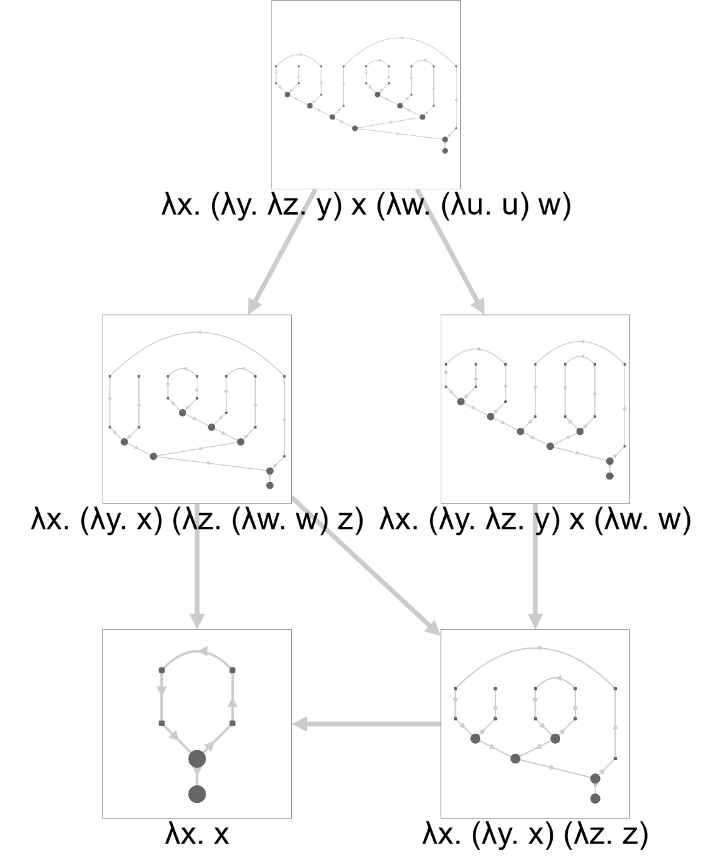 λx. (λy. λz. y) x (λw. (λu. u) w)
λx. (λy. x) (λz. (λw. w) z)
λx. (λy. λz. y) x (λw. w)
λx. x
λx. (λy. x) (λz. z)